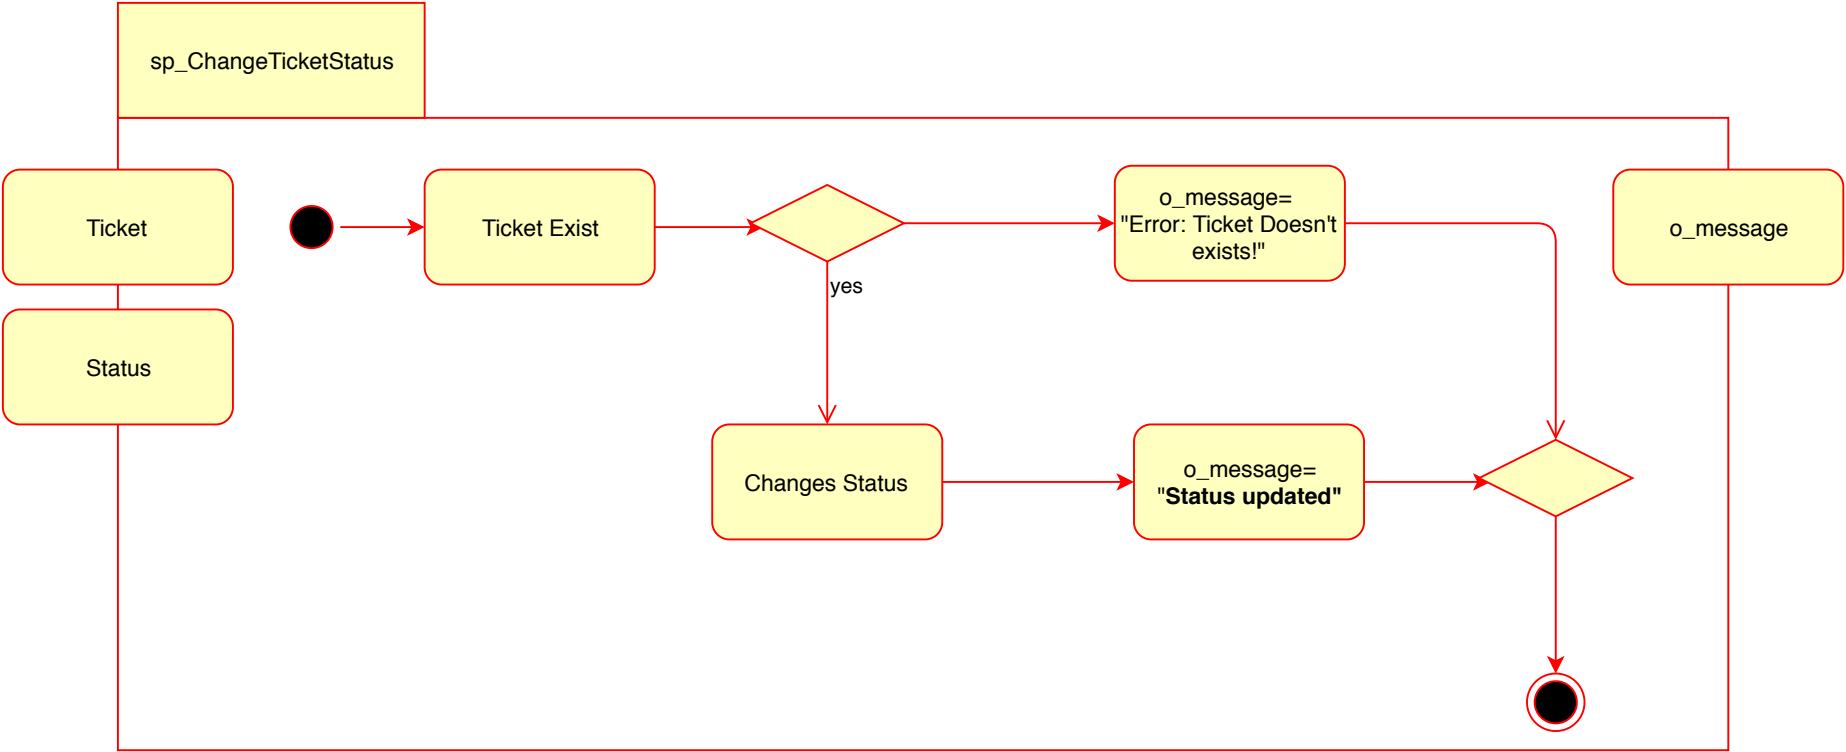 sp_ChangeTicketStatus
Ticket
Ticket Exist
o_message=
"Error: Ticket Doesn't
exists!"
o_message
yes
Status
Changes Status
o_message=
"Status updated"